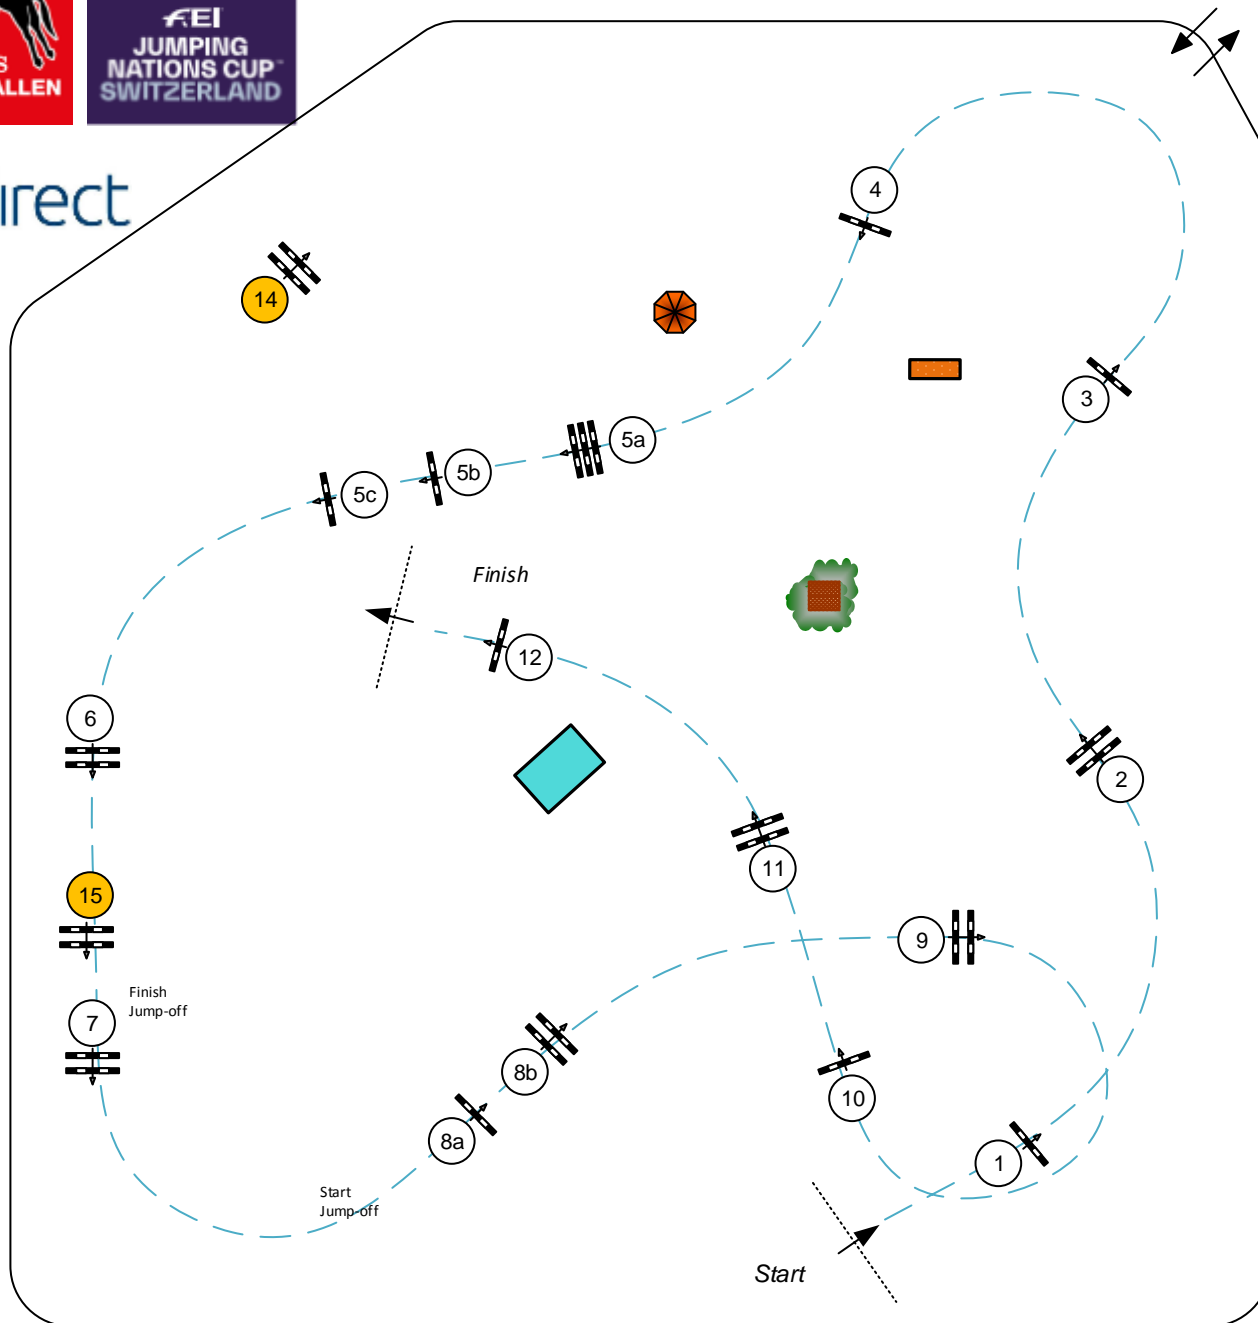 S
ALLEN
FEI
JUMPING
NATIONS CUP™
SWITZERLAND
irect
4
14
3
5a
5b
5c
Finish
12
6
2
11
15
9
Finish
Jump-off
7
8b
10
8a
1
Start
Jump-off
Start